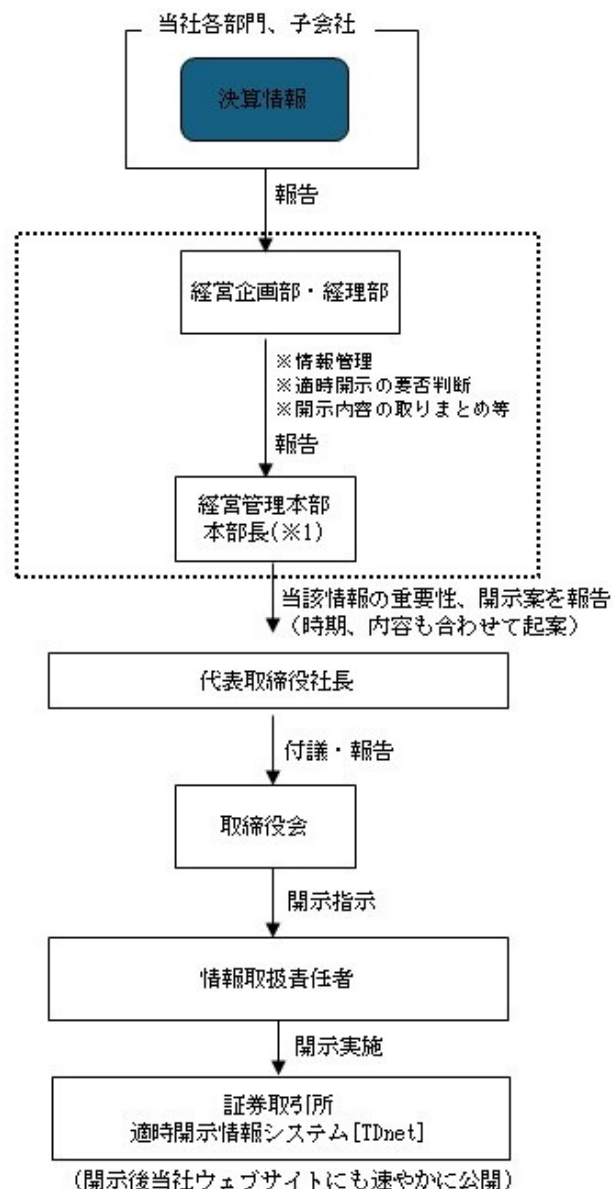 当社各部門、子会社
決算情報
報告
経営企画部・経理部
※情報管理
※適時開示の要否判断
※開示内容の取りまとめ等
報告
経営管理本部
本部長(※1)
当該情報の重要性、開示案を報告
（時期、内容も合わせて起案）
代表取締役社長
付議・報告
取締役会
開示指示
情報取扱責任者
開示実施
証券取引所
適時開示情報システム[TDnet]
(開示後当社ウェブサイトにも速やかに公開)